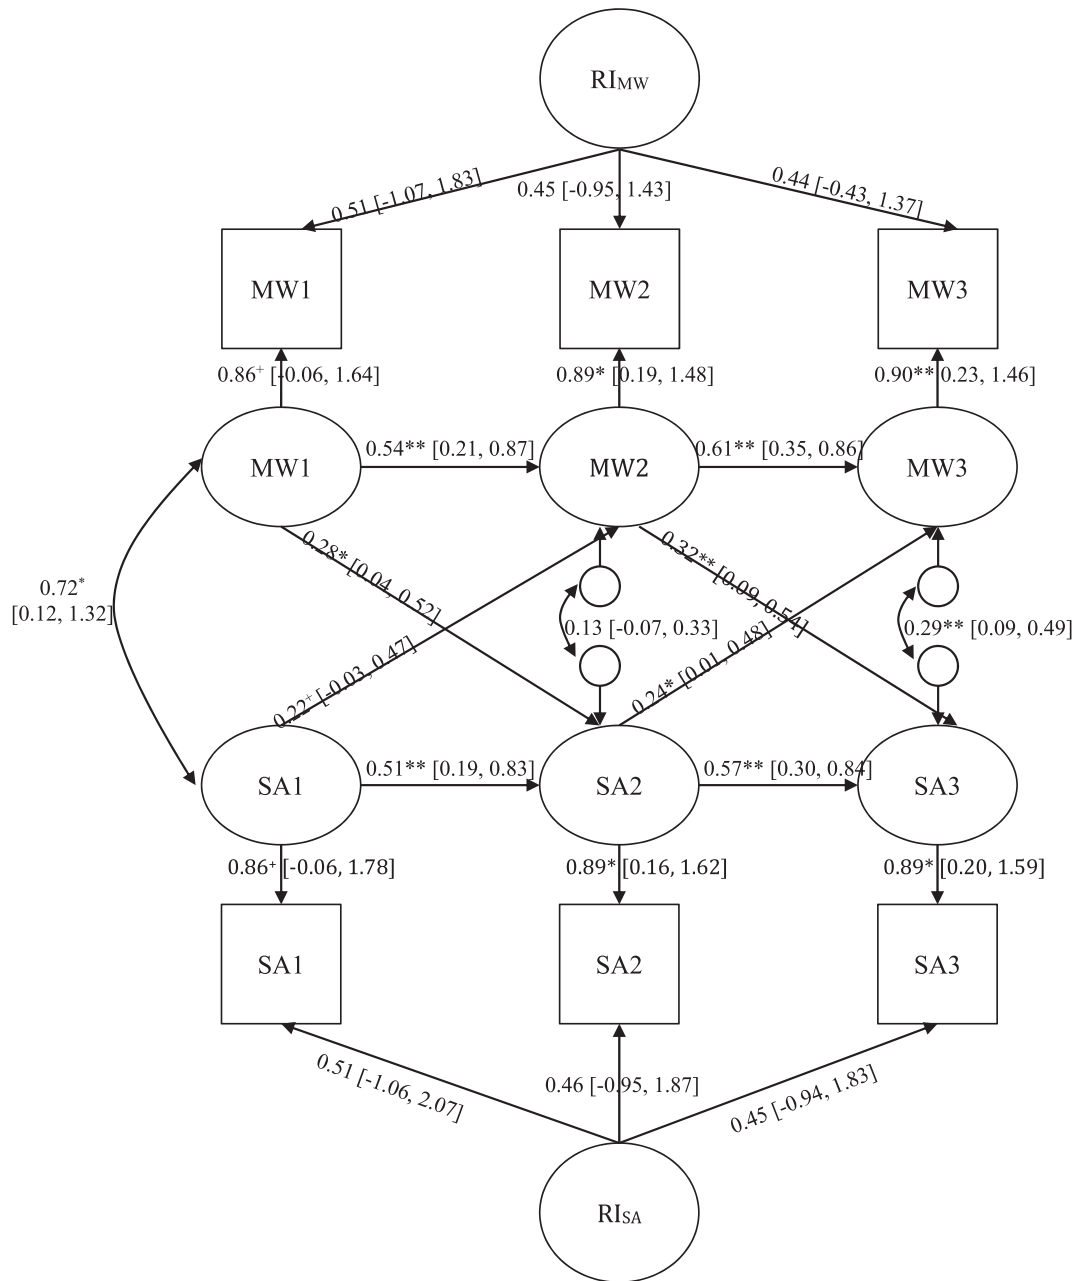 RIMW
0.51 [-1.07, 1.83]
0.45 [-0.95, 1.43]
0.44 [-0.43, 1.37]
MW1
MW2
MW3
0.86+ [-0.06, 1.64]
0.89* [0.19, 1.48]
0.90** 0.23, 1.46]
MW1
0.54** [0.21, 0.87]
MW2
0.61** [0.35, 0.86]
MW3
0.28* [0.04, 0.52]
0.32** [0.09, 0.54]
0.72*
[0.12, 1.32]
0.13 [-0.07, 0.33]
0.29** [0.09, 0.49]
0.22+ [-0.03, 0.47]
0.24* [0.01, 0.48]
SA1
0.51** [0.19, 0.83]
SA2
0.57** [0.30, 0.84]
SA3
0.86+ [-0.06, 1.78]
0.89* [0.16, 1.62]
0.89* [0.20, 1.59]
SA1
SA2
SA3
0.51 [-1.06, 2.07]
0.46 [-0.95, 1.87]
0.45 [-0.94, 1.83]
RISA